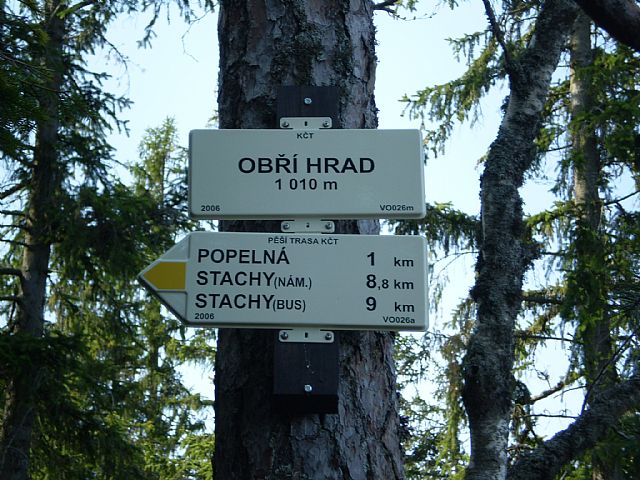 KČT
OBŘÍ HRAD
1 010 m
2006 VO026m
PĚŠÍ TRASA KČT
POPELNÁ 1 km
STACHY(NÁM.) 8,8 km
STACHY(BUS) 9 km
2006 VO026a